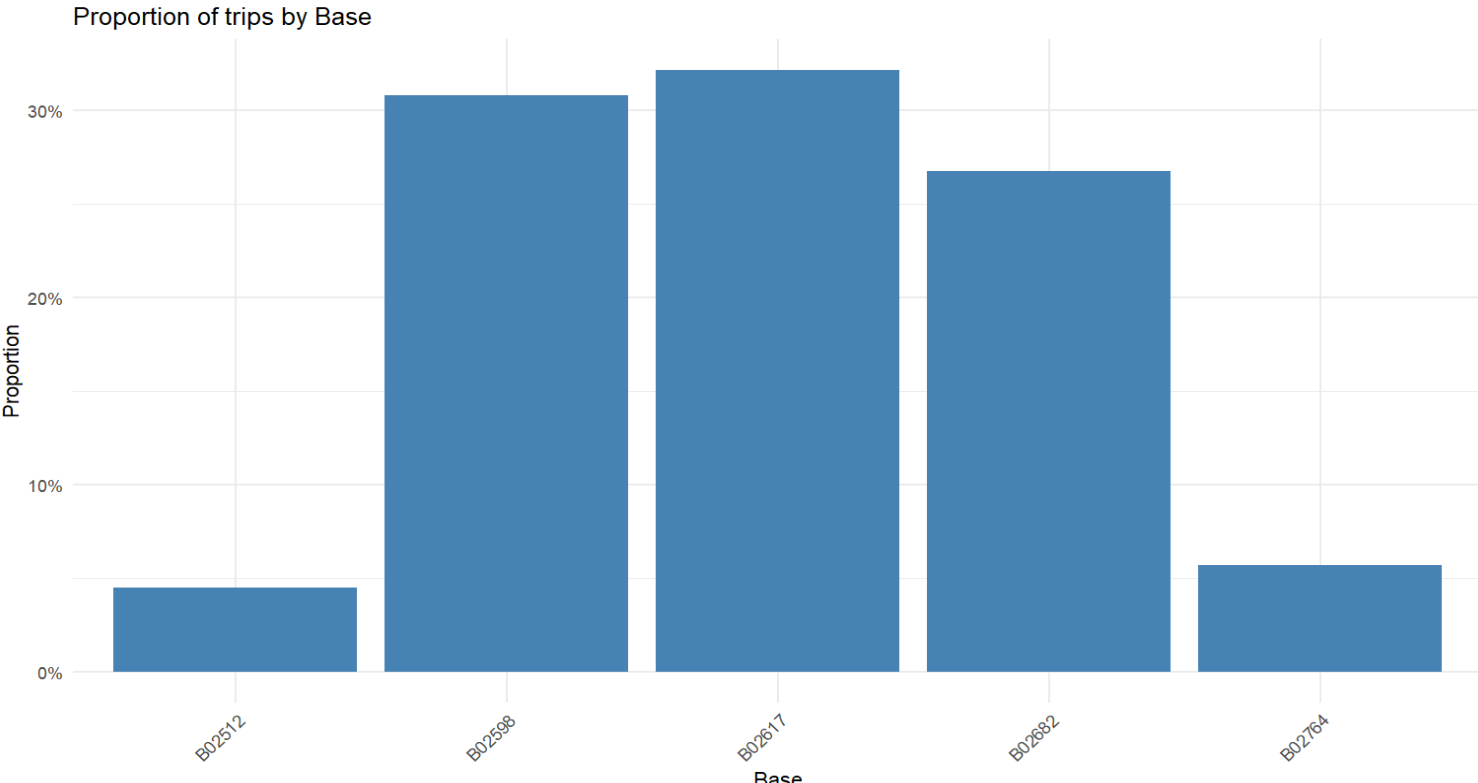 Proportion of trips by Base
30%
20%
10%
0%
Proportion
B02512
B02598
B02617
B02682
B02764
Base